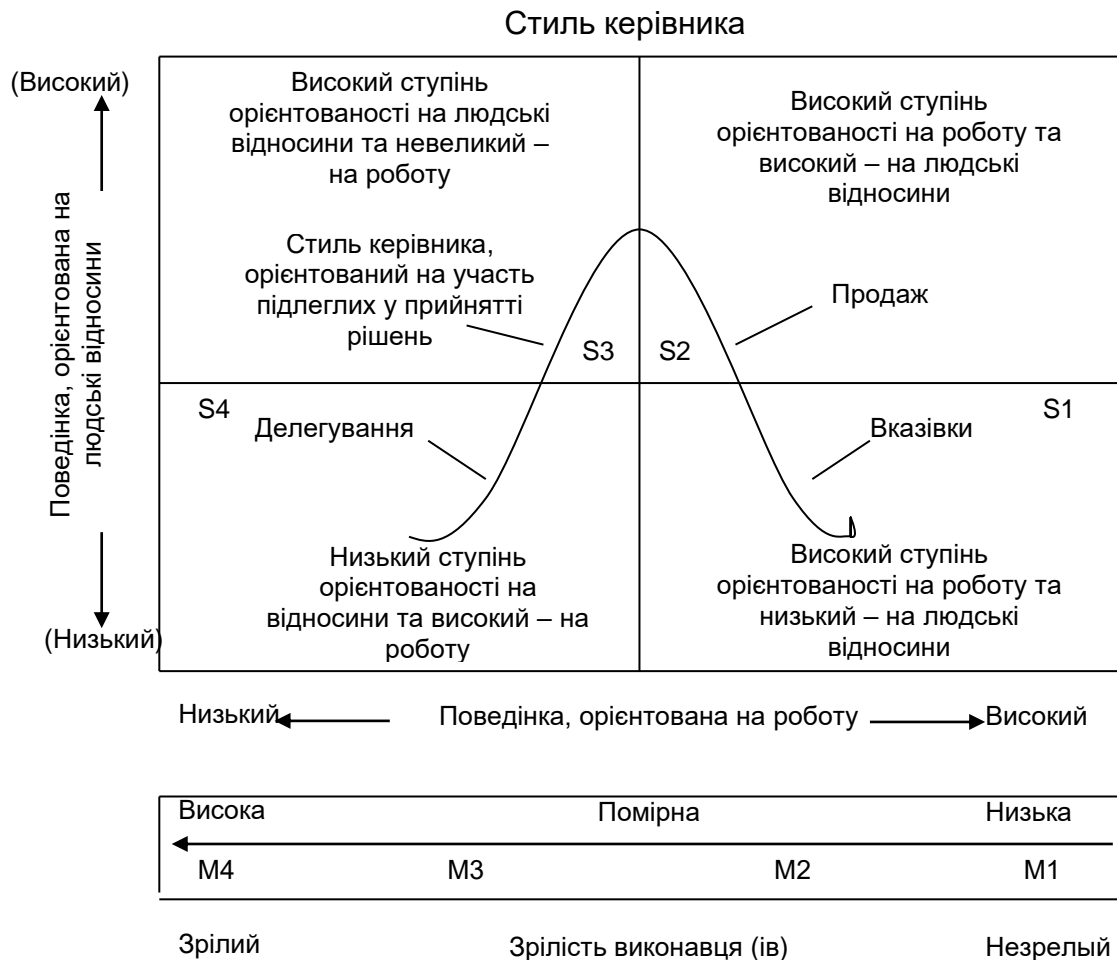 Стиль керівника
(Високий)
Поведінка, орієнтована на
людські відносини
(Низький)
Високий ступінь
орієнтованості на людські
відносини та невеликий –
на роботу
Високий ступінь
орієнтованості на роботу та
високий – на людські
відносини
Стиль керівника,
орієнтований на участь
підлеглих у прийнятті
рішень
Продаж
S3
S2
S4
S1
Делегування
Вказівки
Низький ступінь
орієнтованості на
відносини та високий – на
роботу
Високий ступінь
орієнтованості на роботу та
низький – на людські
відносини
Низький
Поведінка, орієнтована на роботу
Високий
Висока
Помірна
Низька
М4
М3
М2
М1
Зрілий
Зрілість виконавця (ів)
Незрелый